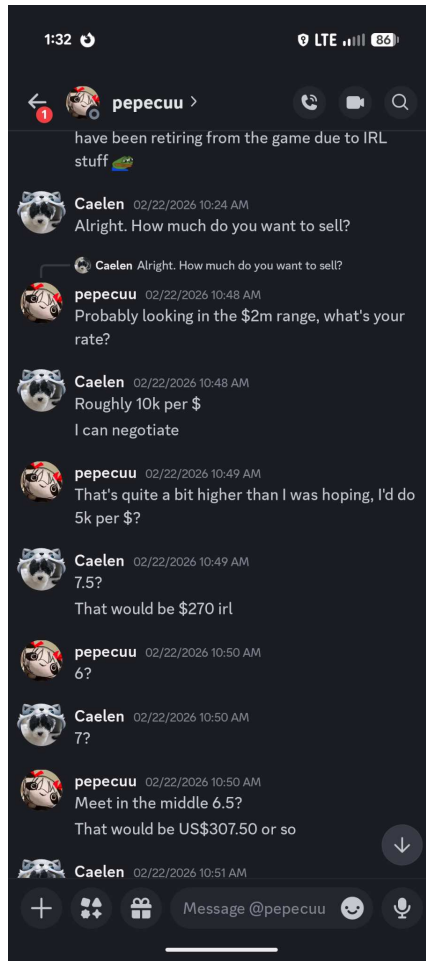 1:32
LTE
86
1
pepecuu
have been retiring from the game due to IRL
stuff
Caelen 02/22/2026 10:24 AM
Alright. How much do you want to sell?
Caelen Alright. How much do you want to sell?
pepecuu 02/22/2026 10:48 AM
Probably looking in the $2m range, what's your
rate?
Caelen 02/22/2026 10:48 AM
Roughly 10k per $
I can negotiate
pepecuu 02/22/2026 10:49 AM
That's quite a bit higher than I was hoping, I'd do
5k per $?
Caelen 02/22/2026 10:49 AM
7.5?
That would be $270 irl
pepecuu 02/22/2026 10:50 AM
6?
Caelen 02/22/2026 10:50 AM
7?
pepecuu 02/22/2026 10:50 AM
Meet in the middle 6.5?
That would be US$307.50 or so
Caelen 02/22/2026 10:51 AM
Message @pepecuu